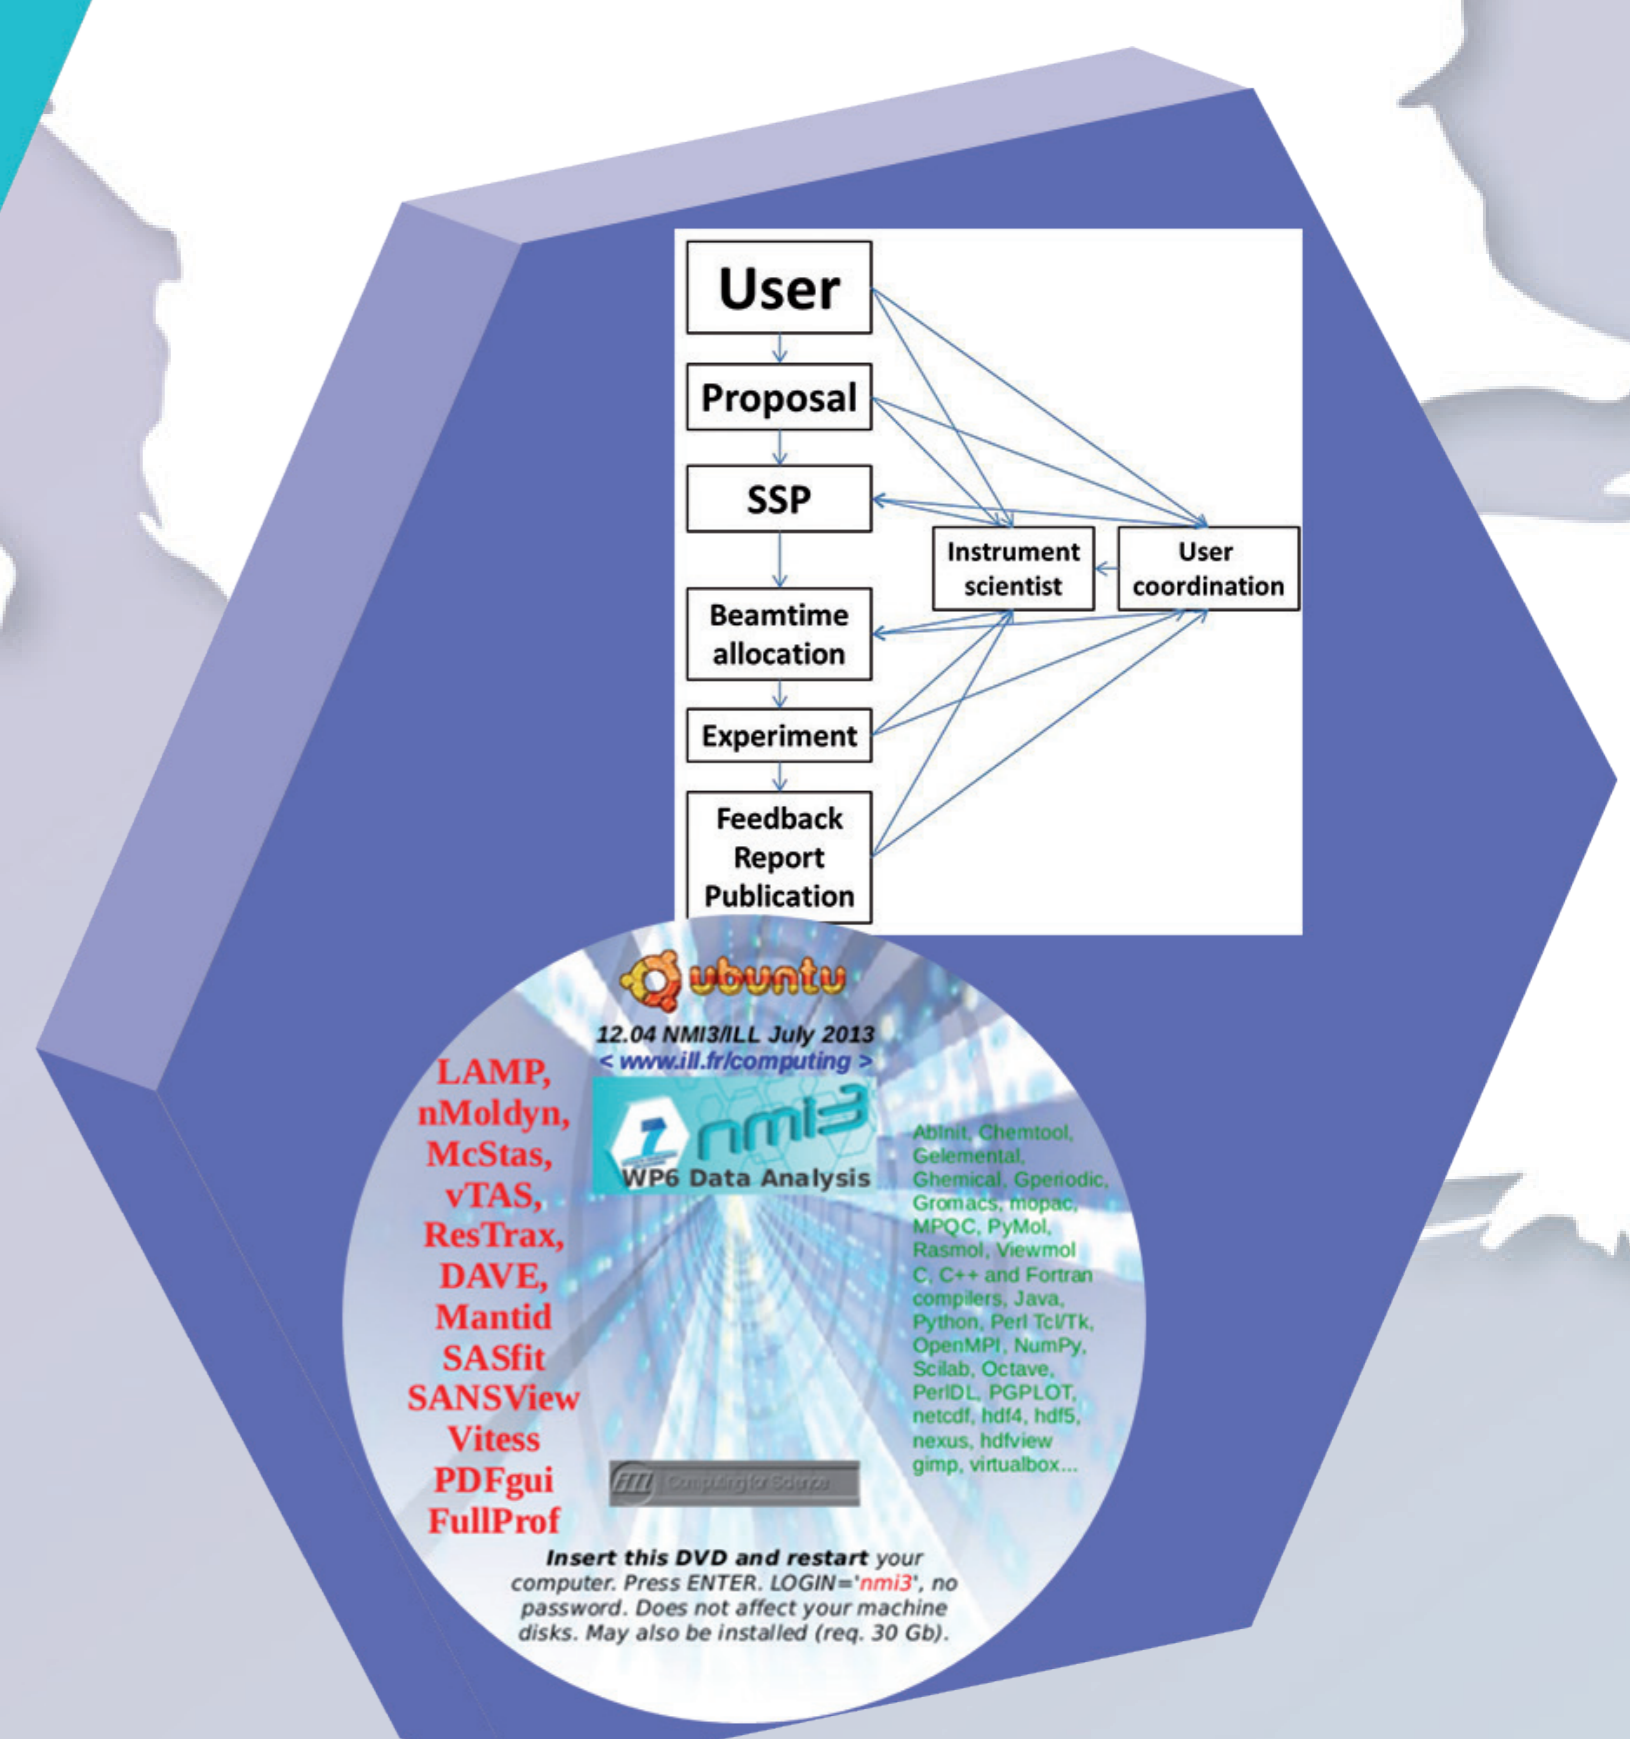 User
Proposal
SSP
Instrument
scientist
User
coordination
Beamtime
allocation
Experiment
Feedback
Report
Publication
ubuntu
12.04 NMI3/ILL July 2013
< www.ill.fr/computing >
7 nmi3
WP6 Data Analysis
LAMP,
nMoldyn,
McStas,
vTAS,
ResTrax,
DAVE,
Mantid
SASfit
SANSView
Vitess
PDFgui
FullProf
AbInit, Chemtool,
Gelemental,
Ghemical, Gperiodic,
Gromacs, mopac,
MPQC, PyMol,
Rasmol, Viewmol
C, C++ and Fortran
compilers, Java,
Python, Perl Tcl/Tk,
OpenMPI, NumPy,
Scilab, Octave,
PerlDL, PGPLOT,
netcdf, hdf4, hdf5,
nexus, hdfview
gimp, virtualbox...
Computing for Science
Insert this DVD and restart your
computer. Press ENTER. LOGIN='nmi3', no
password. Does not affect your machine
disks. May also be installed (req. 30 Gb).